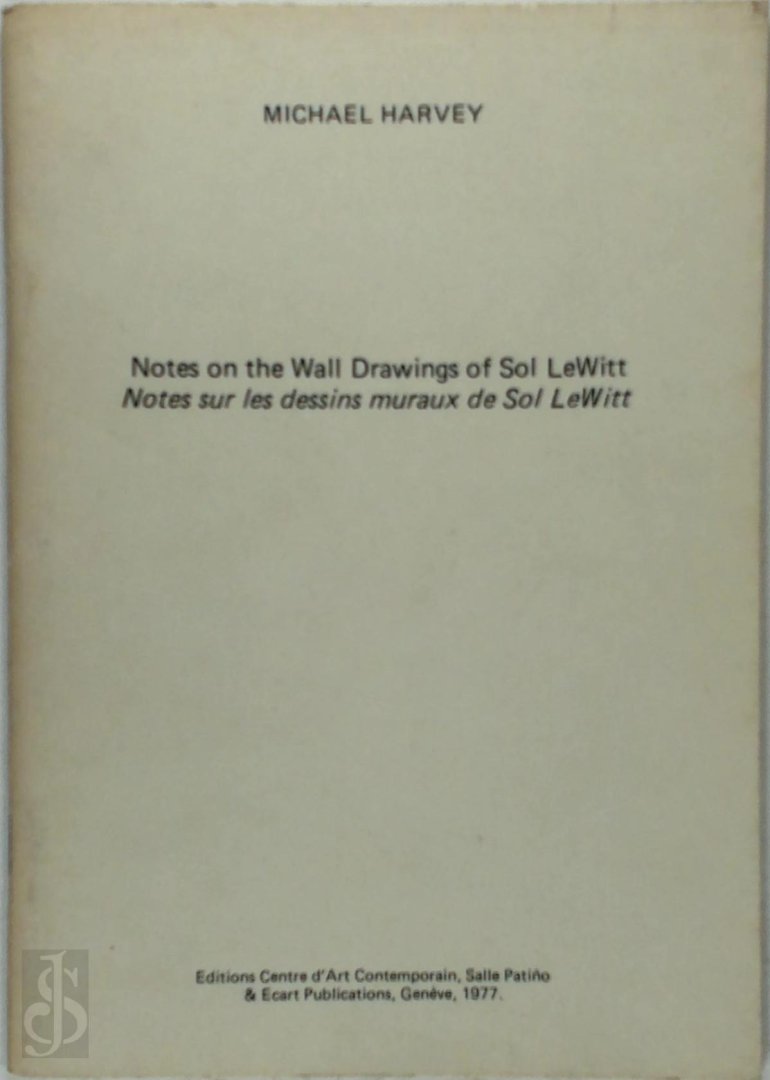 MICHAEL HARVEY
Notes on the Wall Drawings of Sol LeWitt
Notes sur les dessins muraux de Sol LeWitt
Editions Centre d'Art Contemporain, Salle Patiño
& Ecart Publications, Genève, 1977.
JS